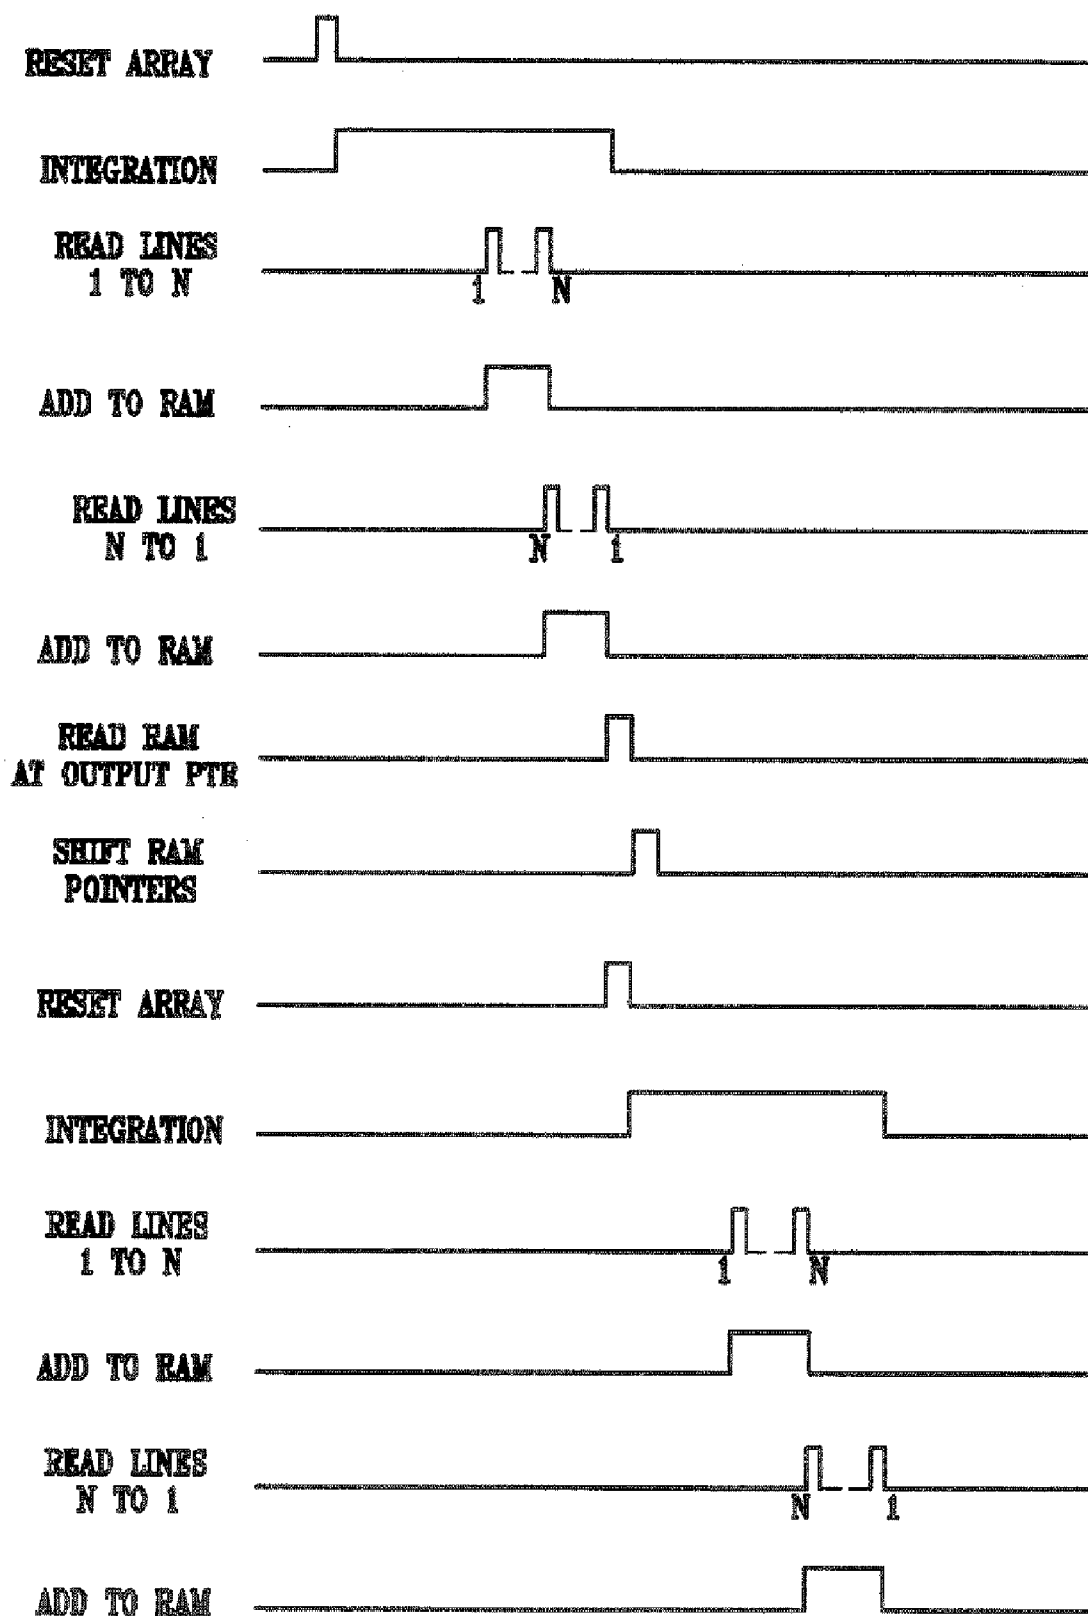 RESET ARRAY
INTEGRATION
READ LINES
1 TO N
1 N
ADD TO RAM
READ LINES
N TO 1
N 1
ADD TO RAM
READ RAM
AT OUTPUT PTR
SHIFT RAM
POINTERS
RESET ARRAY
INTEGRATION
READ LINES
1 TO N
1 N
ADD TO RAM
READ LINES
N TO 1
N 1
ADD TO RAM